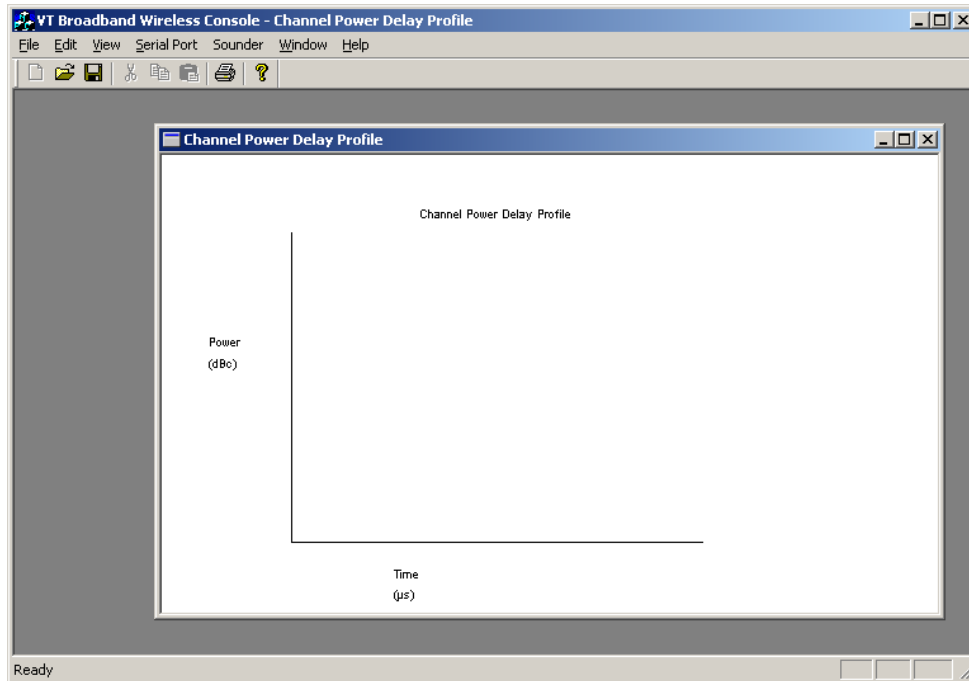 VT Broadband Wireless Console - Channel Power Delay Profile
File Edit View Serial Port Sounder Window Help
Channel Power Delay Profile
Channel Power Delay Profile
Power
(dBc)
Time
(µs)
Ready